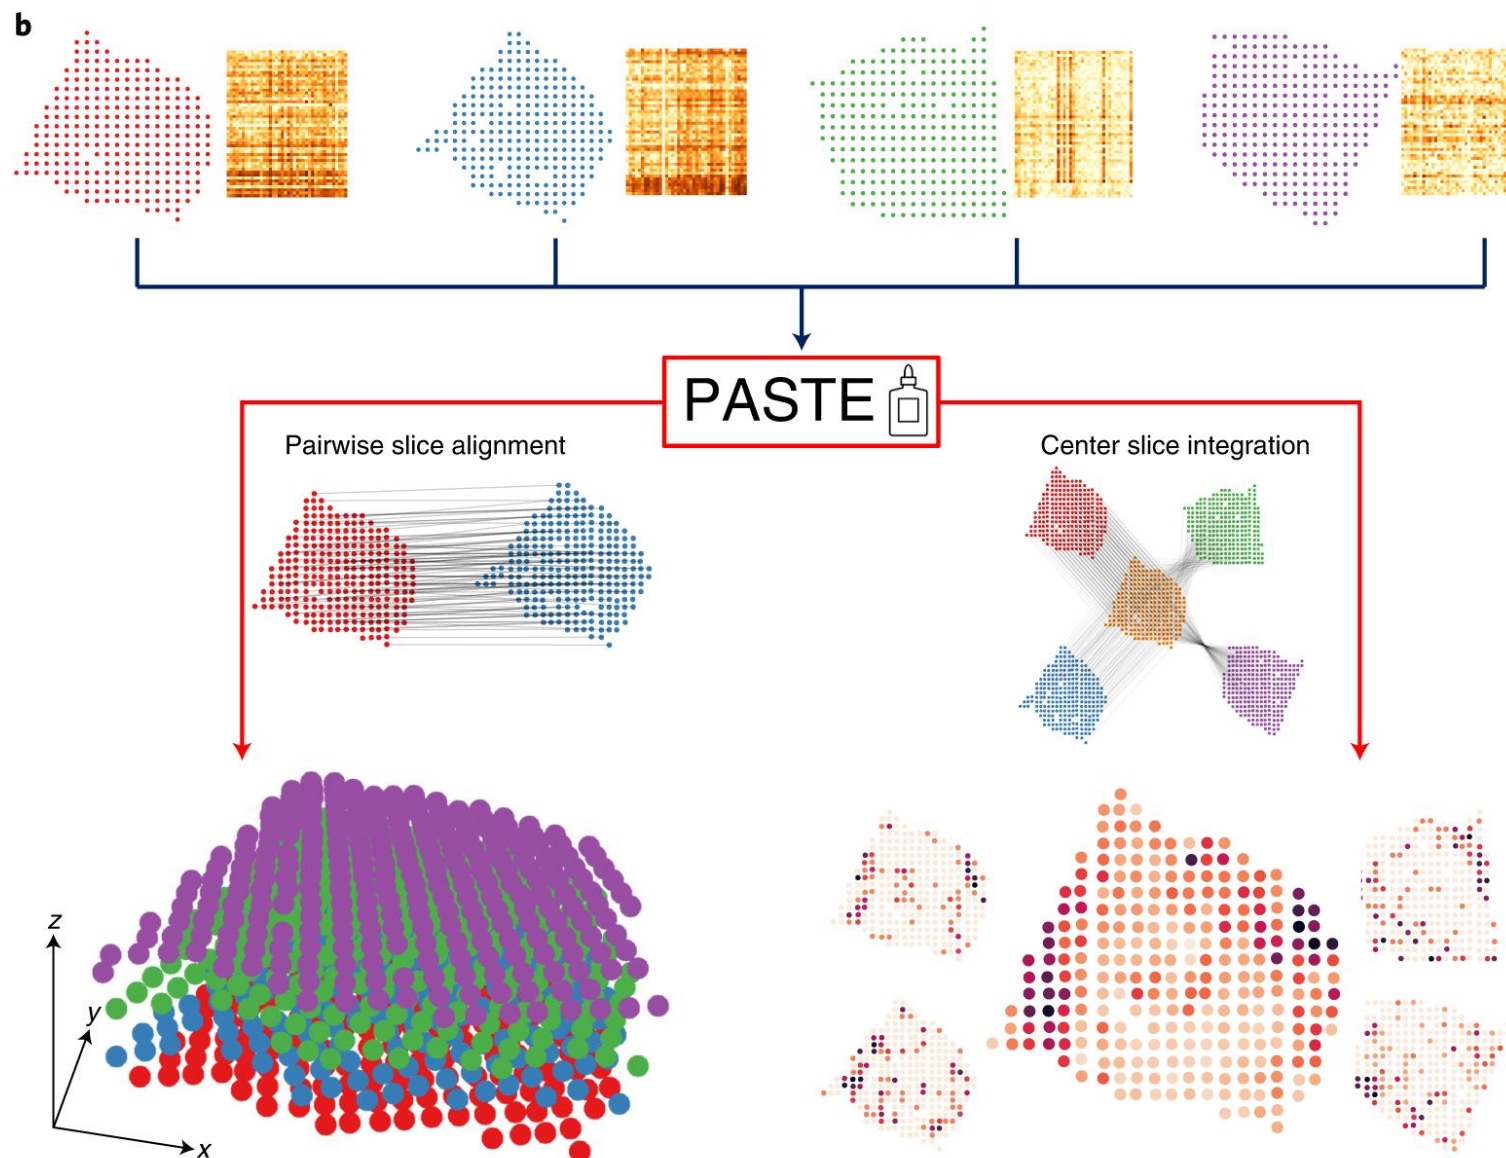 b
PASTE
Pairwise slice alignment
Center slice integration
z
y
x